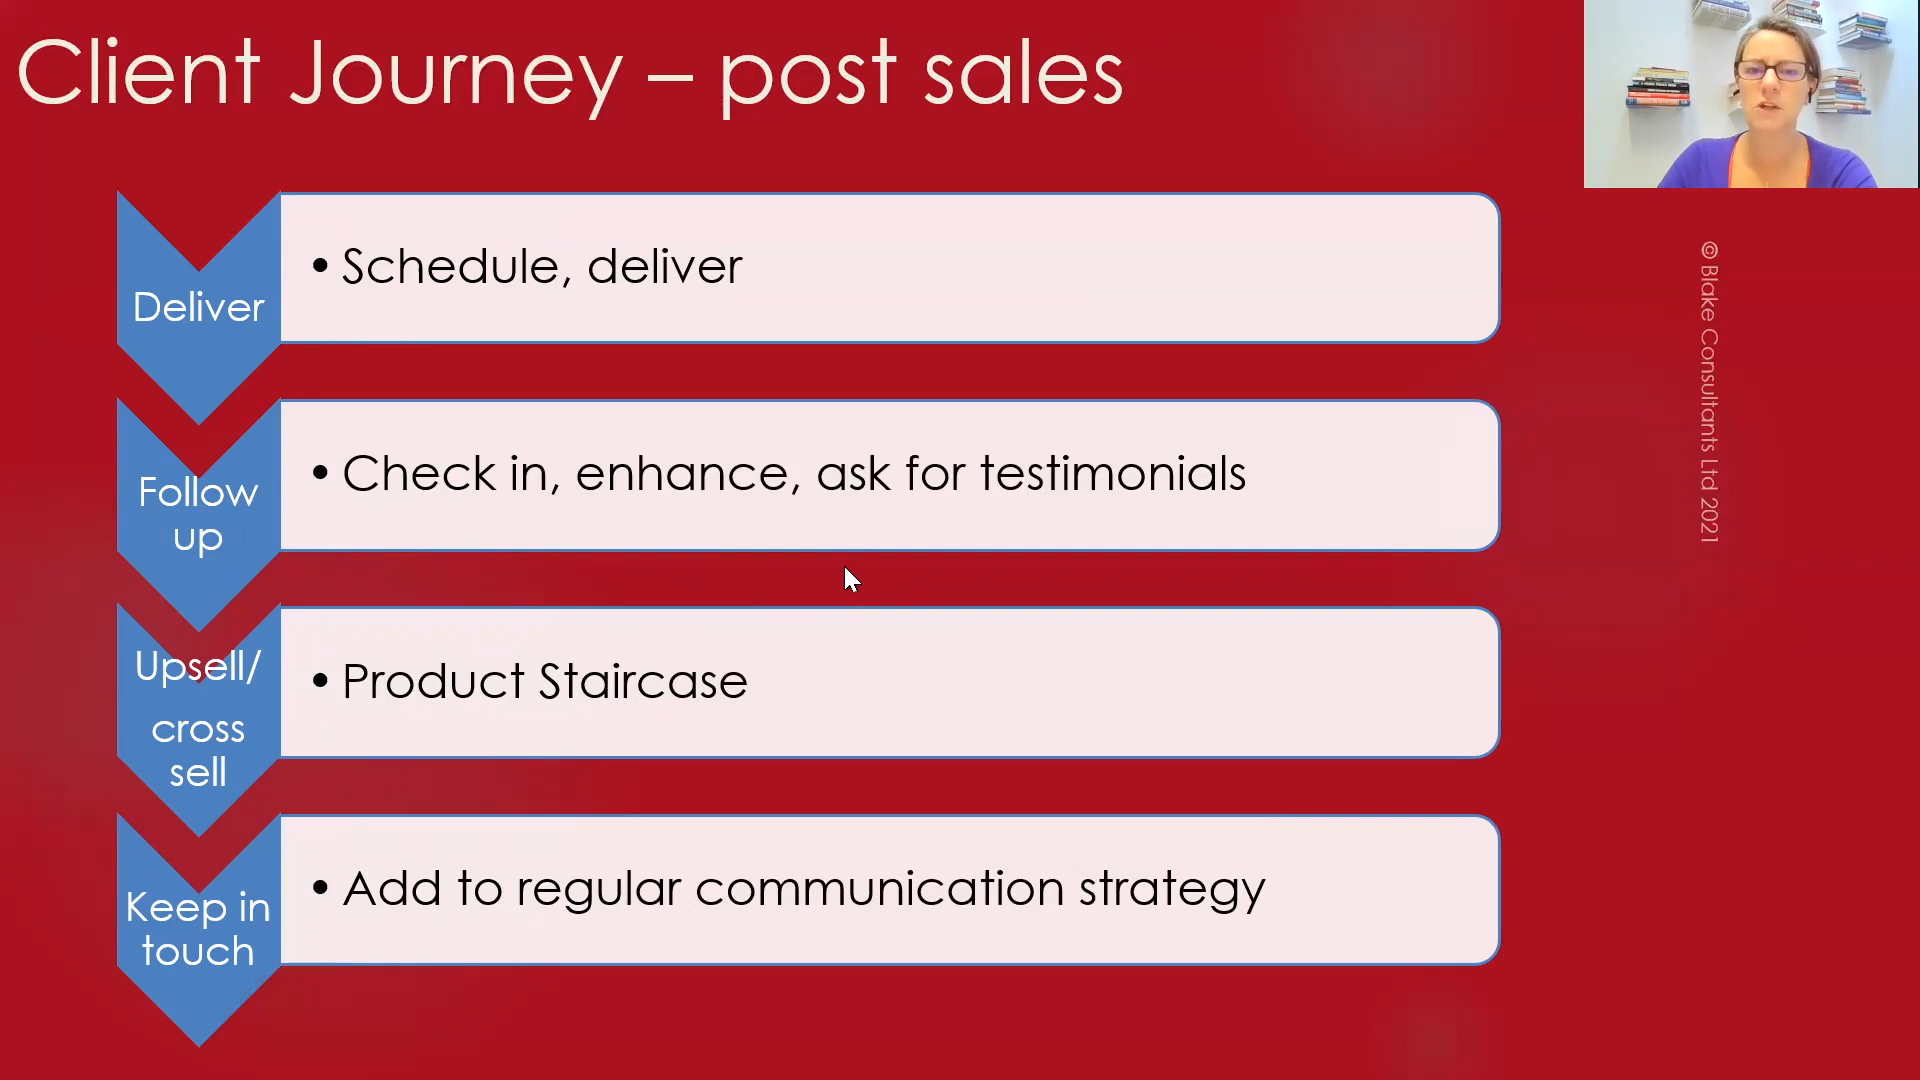 Client Journey – post sales
Deliver
• Schedule, deliver
Follow
up
• Check in, enhance, ask for testimonials
Upsell/
cross
sell
• Product Staircase
Keep in
touch
• Add to regular communication strategy
© Blake Consultants Ltd 2021